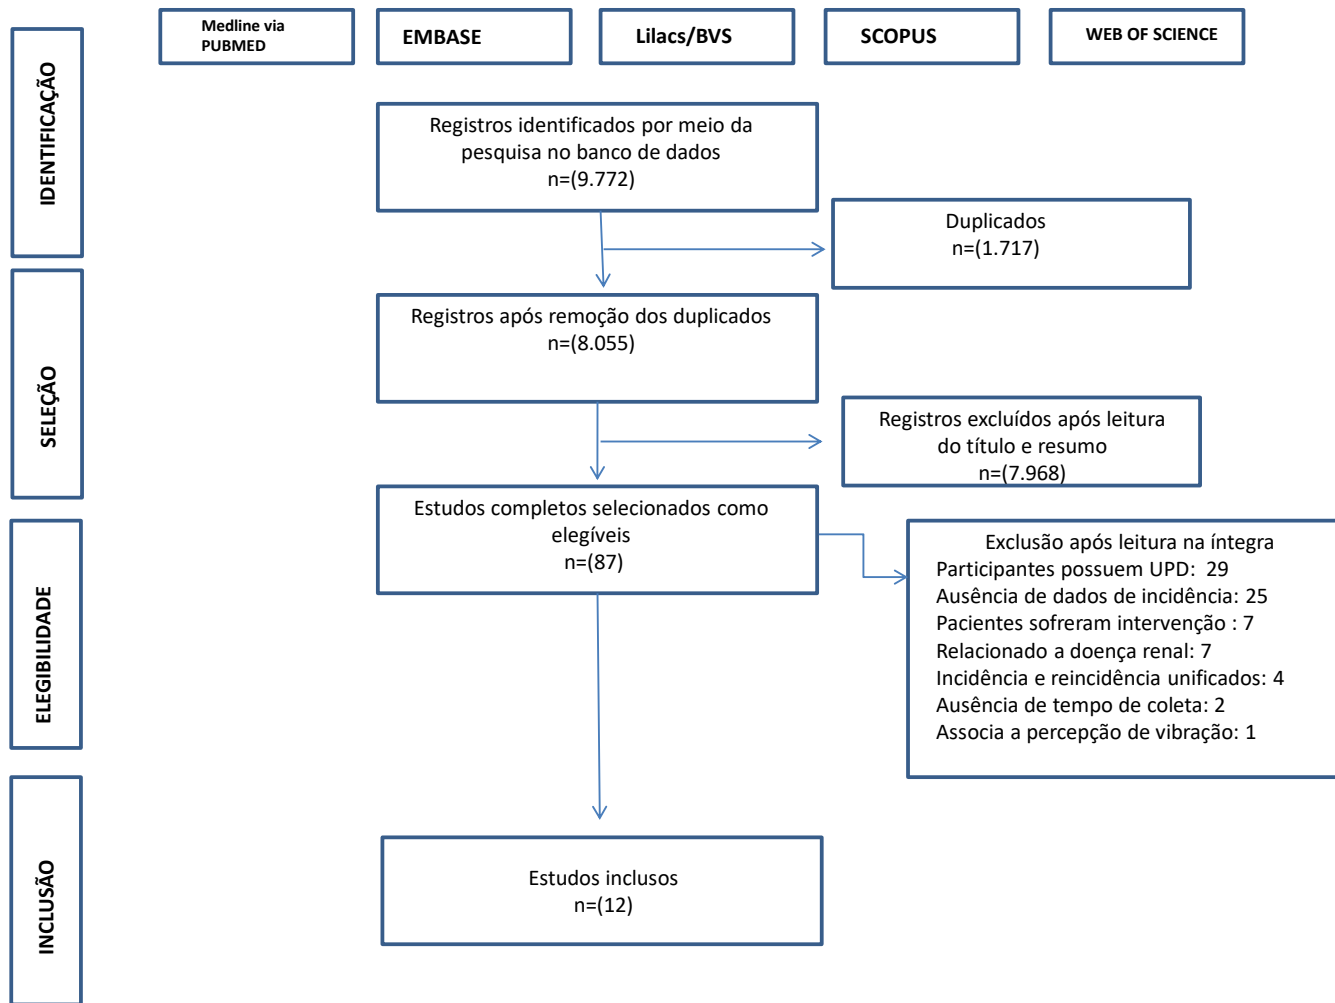 Medline via
PUBMED
EMBASE
Lilacs/BVS
SCOPUS
WEB OF SCIENCE
IDENTIFICAÇÃO
Registros identificados por meio da
pesquisa no banco de dados
n=(9.772)
Duplicados
n=(1.717)
SELEÇÃO
Registros após remoção dos duplicados
n=(8.055)
Registros excluídos após leitura
do título e resumo
n=(7.968)
ELEGIBILIDADE
Estudos completos selecionados como
elegíveis
n=(87)
Exclusão após leitura na íntegra
Participantes possuem UPD: 29
Ausência de dados de incidência: 25
Pacientes sofreram intervenção : 7
Relacionado a doença renal: 7
Incidência e reincidência unificados: 4
Ausência de tempo de coleta: 2
Associa a percepção de vibração: 1
INCLUSÃO
Estudos inclusos
n=(12)